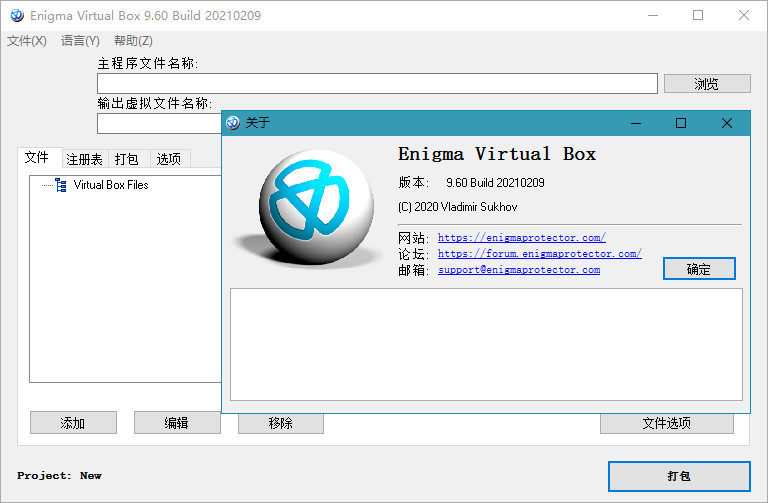 Enigma Virtual Box 9.60 Build 20210209
文件(X) 语言(Y) 帮助(Z)
主程序文件名称:
浏览
输出虚拟文件名称:
文件 注册表 打包 选项
Virtual Box Files
关于
Enigma Virtual Box
版本: 9.60 Build 20210209
(C) 2020 Vladimir Sukhov
网站: https://enigmaprotector.com/
论坛: https://forum.enigmaprotector.com/
邮箱: support@enigmaprotector.com
确定
添加 编辑 移除 文件选项
Project: New
打包